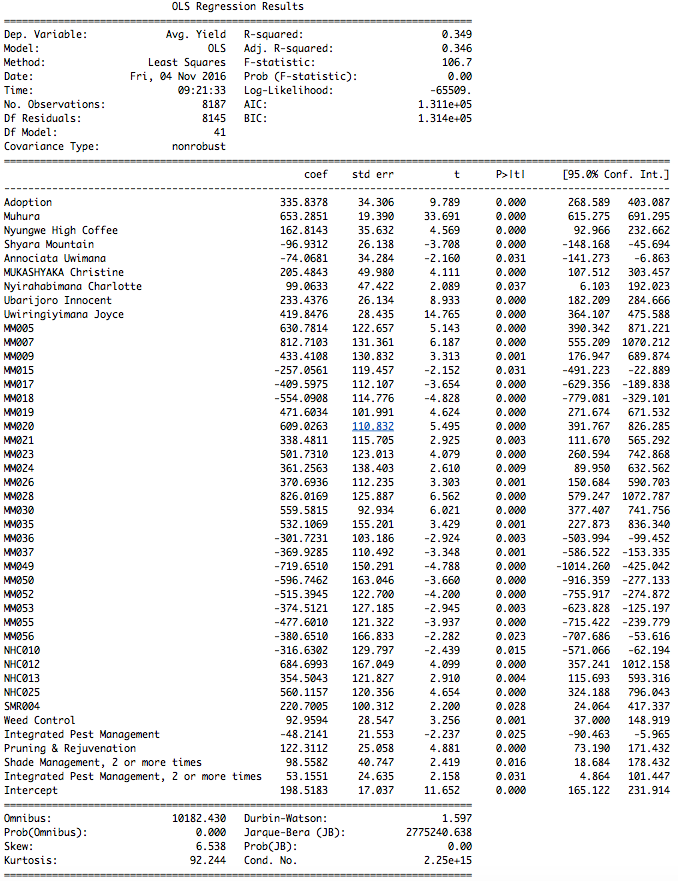 OLS Regression Results
Dep. Variable: Avg. Yield R-squared: 0.349
Model: OLS Adj. R-squared: 0.346
Method: Least Squares F-statistic: 106.7
Date: Fri, 04 Nov 2016 Prob (F-statistic): 0.00
Time: 09:21:33 Log-Likelihood: -65509.
No. Observations: 8187 AIC: 1.311e+05
Df Residuals: 8145 BIC: 1.314e+05
Df Model: 41
Covariance Type: nonrobust
coef std err t P>|t| [95.0% Conf. Int.]
Adoption 335.8378 34.306 9.789 0.000 268.589 403.087
Muhura 653.2851 19.390 33.691 0.000 615.275 691.295
Nyungwe High Coffee 162.8143 35.632 4.569 0.000 92.966 232.662
Shyara Mountain -96.9312 26.138 -3.708 0.000 -148.168 -45.694
Annociata Uwimana -74.0681 34.284 -2.160 0.031 -141.273 -6.863
MUKASHYAKA Christine 205.4843 49.980 4.111 0.000 107.512 303.457
Nyirahabimana Charlotte 99.0633 47.422 2.089 0.037 6.103 192.023
Ubarijoro Innocent 233.4376 26.134 8.933 0.000 182.209 284.666
Uwiringiyimana Joyce 419.8476 28.435 14.765 0.000 364.107 475.588
MM005 630.7814 122.657 5.143 0.000 390.342 871.221
MM007 812.7103 131.361 6.187 0.000 555.209 1070.212
MM009 433.4108 130.832 3.313 0.001 176.947 689.874
MM015 -257.0561 119.457 -2.152 0.031 -491.223 -22.889
MM017 -409.5975 112.107 -3.654 0.000 -629.356 -189.838
MM018 -554.0908 114.776 -4.828 0.000 -779.081 -329.101
MM019 471.6034 101.991 4.624 0.000 271.674 671.532
MM020 609.0263 110.832 5.495 0.000 391.767 826.285
MM021 338.4811 115.705 2.925 0.003 111.670 565.292
MM023 501.7310 123.013 4.079 0.000 260.594 742.868
MM024 361.2563 138.403 2.610 0.009 89.950 632.562
MM026 370.6936 112.235 3.303 0.001 150.684 590.703
MM028 826.0169 125.887 6.562 0.000 579.247 1072.787
MM030 559.5815 92.934 6.021 0.000 377.407 741.756
MM035 532.1069 155.201 3.429 0.001 227.873 836.340
MM036 -301.7231 103.186 -2.924 0.003 -503.994 -99.452
MM037 -369.9285 110.492 -3.348 0.001 -586.522 -153.335
MM049 -719.6510 150.291 -4.788 0.000 -1014.260 -425.042
MM050 -596.7462 163.046 -3.660 0.000 -916.359 -277.133
MM052 -515.3945 122.700 -4.200 0.000 -755.917 -274.872
MM053 -374.5121 127.185 -2.945 0.003 -623.828 -125.197
MM055 -477.6010 121.322 -3.937 0.000 -715.422 -239.779
MM056 -380.6510 166.833 -2.282 0.023 -707.686 -53.616
NHC010 -316.6302 129.797 -2.439 0.015 -571.066 -62.194
NHC012 684.6993 167.049 4.099 0.000 357.241 1012.158
NHC013 354.5043 121.827 2.910 0.004 115.693 593.316
NHC025 560.1157 120.356 4.654 0.000 324.188 796.043
SMR004 220.7005 100.312 2.200 0.028 24.064 417.337
Weed Control 92.9594 28.547 3.256 0.001 37.000 148.919
Integrated Pest Management -48.2141 21.553 -2.237 0.025 -90.463 -5.965
Pruning & Rejuvenation 122.3112 25.058 4.881 0.000 73.190 171.432
Shade Management, 2 or more times 98.5582 40.747 2.419 0.016 18.684 178.432
Integrated Pest Management, 2 or more times 53.1551 24.635 2.158 0.031 4.864 101.447
Intercept 198.5183 17.037 11.652 0.000 165.122 231.914
Omnibus: 10182.430 Durbin-Watson: 1.597
Prob(Omnibus): 0.000 Jarque-Bera (JB): 2775240.638
Skew: 6.538 Prob(JB): 0.00
Kurtosis: 92.244 Cond. No. 2.25e+15